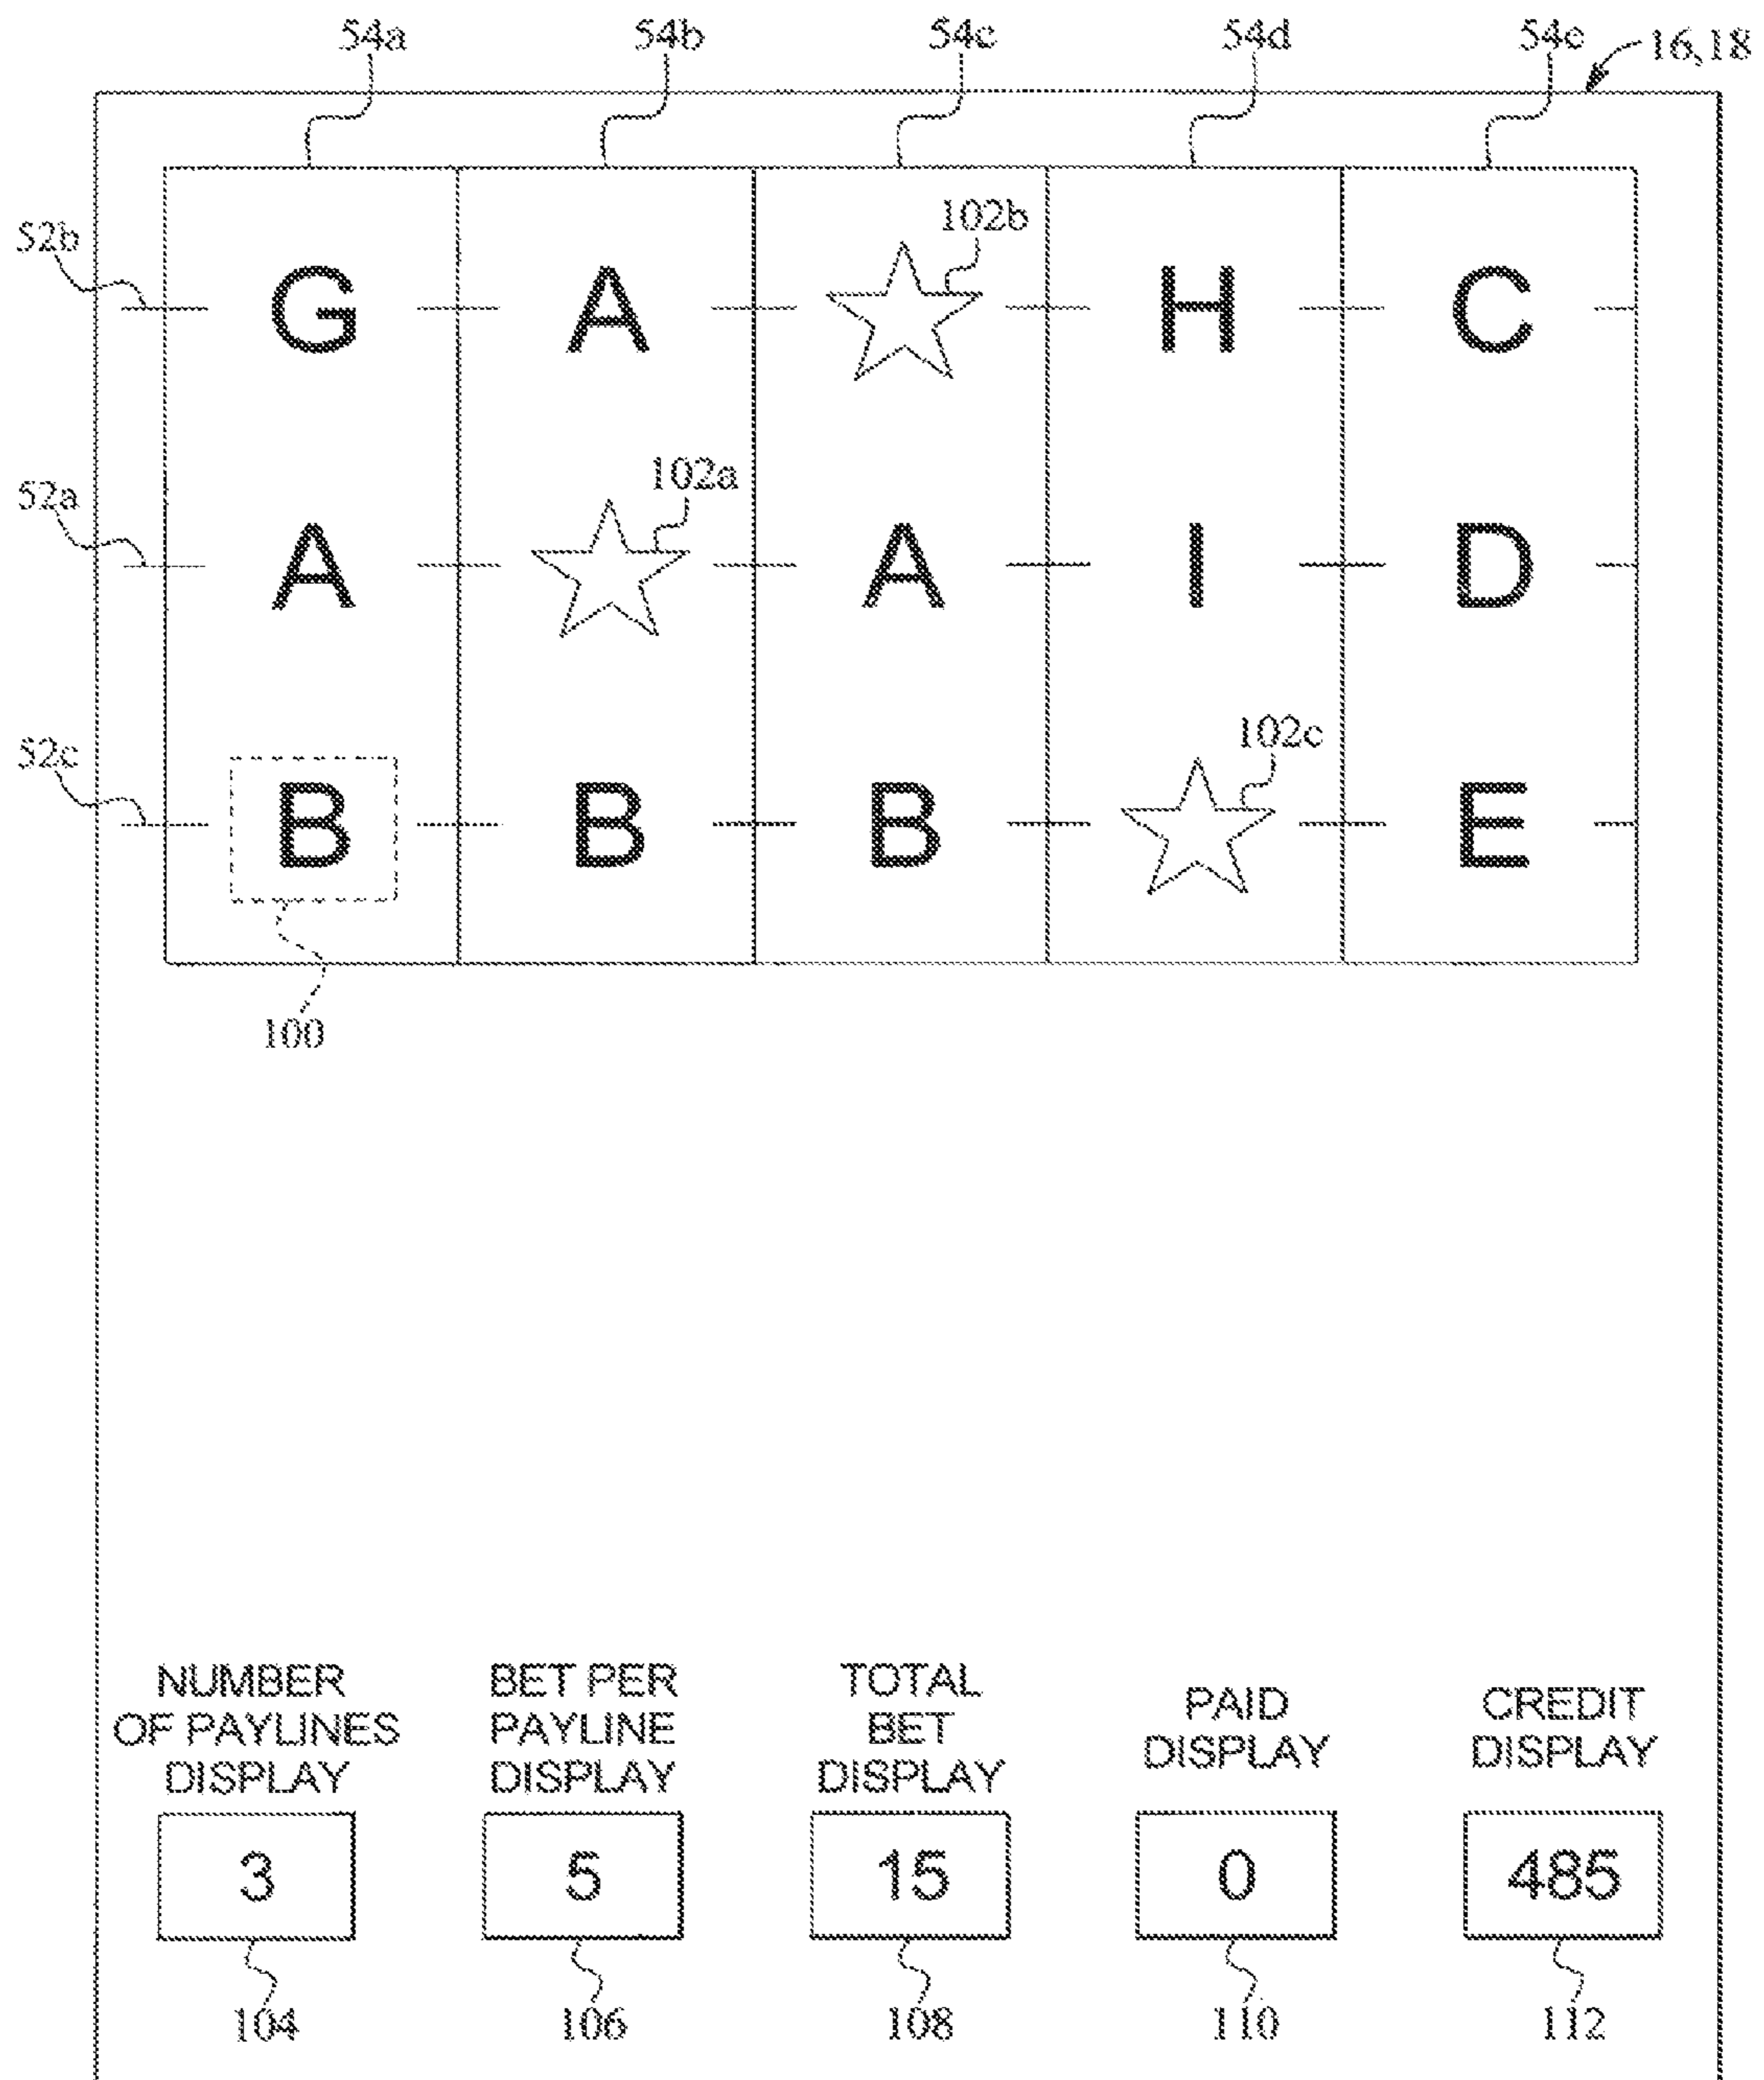 54a 54b 54c 54d 54e 16,18
102b
52b G A H C
102a
52a A A I D
102c
52c B B B E
100
NUMBER OF PAYLINES DISPLAY
BET PER PAYLINE DISPLAY
TOTAL BET DISPLAY
PAID DISPLAY
CREDIT DISPLAY
3 5 15 0 485
104 106 108 110 112